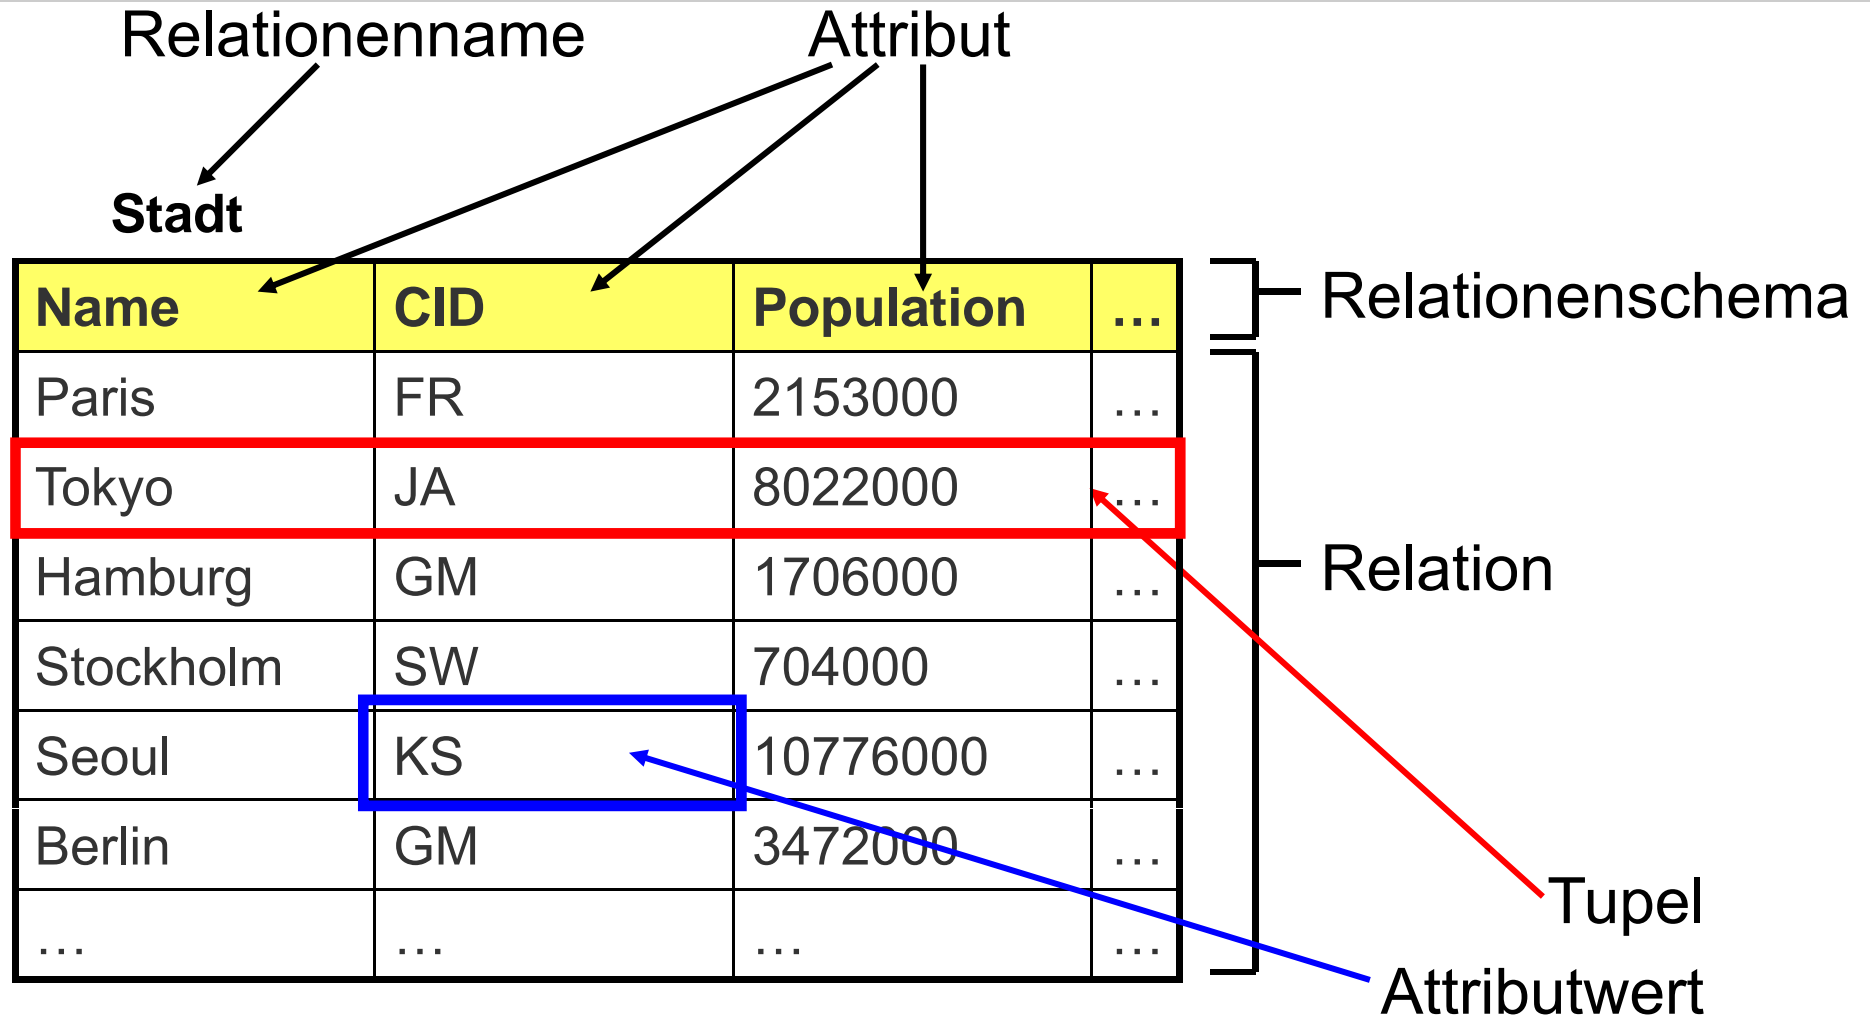 Relationenname Attribut
Stadt
Name CID Population …
Relationenschema
Paris FR 2153000 …
Tokyo JA 8022000 …
Hamburg GM 1706000 …
Relation
Stockholm SW 704000 …
Seoul KS 10776000 …
Berlin GM 3472000 …
Tupel
… … … …
Attributwert